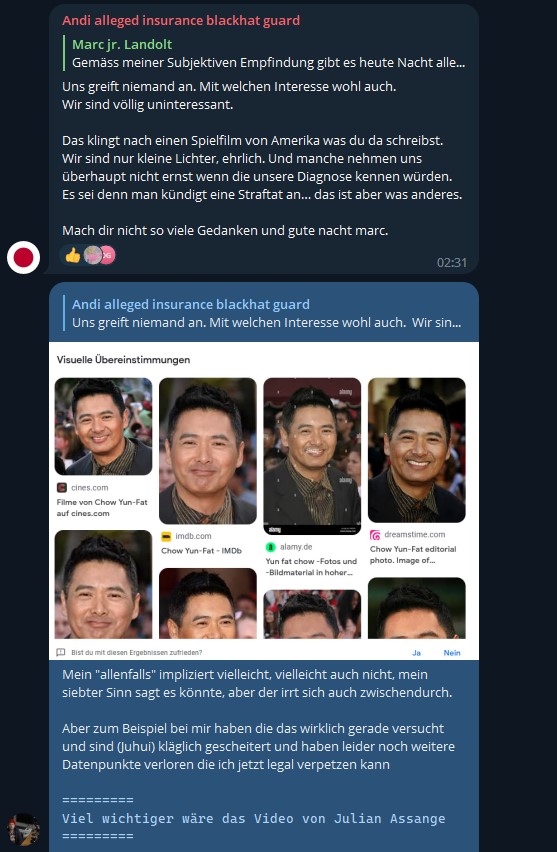 Andi alleged insurance blackhat guard
Marc jr. Landolt
Gemäss meiner Subjektiven Empfindung gibt es heute Nacht alle...
Uns greift niemand an. Mit welchen Interesse wohl auch.
Wir sind völlig uninteressant.
Das klingt nach einen Spielfilm von Amerika was du da schreibst.
Wir sind nur kleine Lichter, ehrlich. Und manche nehmen uns
überhaupt nicht ernst wenn die unsere Diagnose kennen würden.
Es sei denn man kündigt eine Straftat an... das ist aber was anderes.
Mach dir nicht so viele Gedanken und gute nacht marc.
02:31
Andi alleged insurance blackhat guard
Uns greift niemand an. Mit welchen Interesse wohl auch. Wir sin...
Visuelle Übereinstimmungen
cines.com
Filme von Chow Yun-Fat
auf cines.com
imdb.com
Chow Yun-Fat - IMDb
alamy
alamy
alamy.de
Yun fat chow -Fotos und
-Bildmaterial in hoher...
dreamstime.com
Chow Yun-Fat editorial
photo. Image of...
Bist du mit diesen Ergebnissen zufrieden?
Ja
Nein
Mein "allenfalls" impliziert vielleicht, vielleicht auch nicht, mein
siebter Sinn sagt es könnte, aber der irrt sich auch zwischendurch.
Aber zum Beispiel bei mir haben die das wirklich gerade versucht
und sind (Juhui) kläglich gescheitert und haben leider noch weitere
Datenpunkte verloren die ich jetzt legal verpetzen kann
=========
Viel wichtiger wäre das Video von Julian Assange
=========